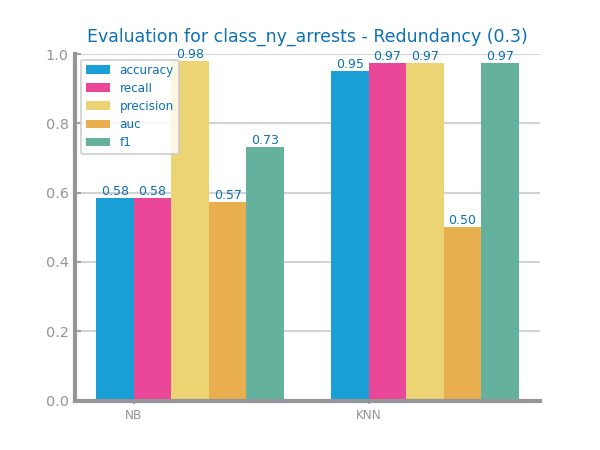 Evaluation for class_ny_arrests - Redundancy (0.3)
1.0
0.8
0.6
0.4
0.2
0.0
accuracy
recall
precision
auc
f1
0.58
0.58
0.98
0.57
0.73
0.95
0.97
0.97
0.50
0.97
NB
KNN